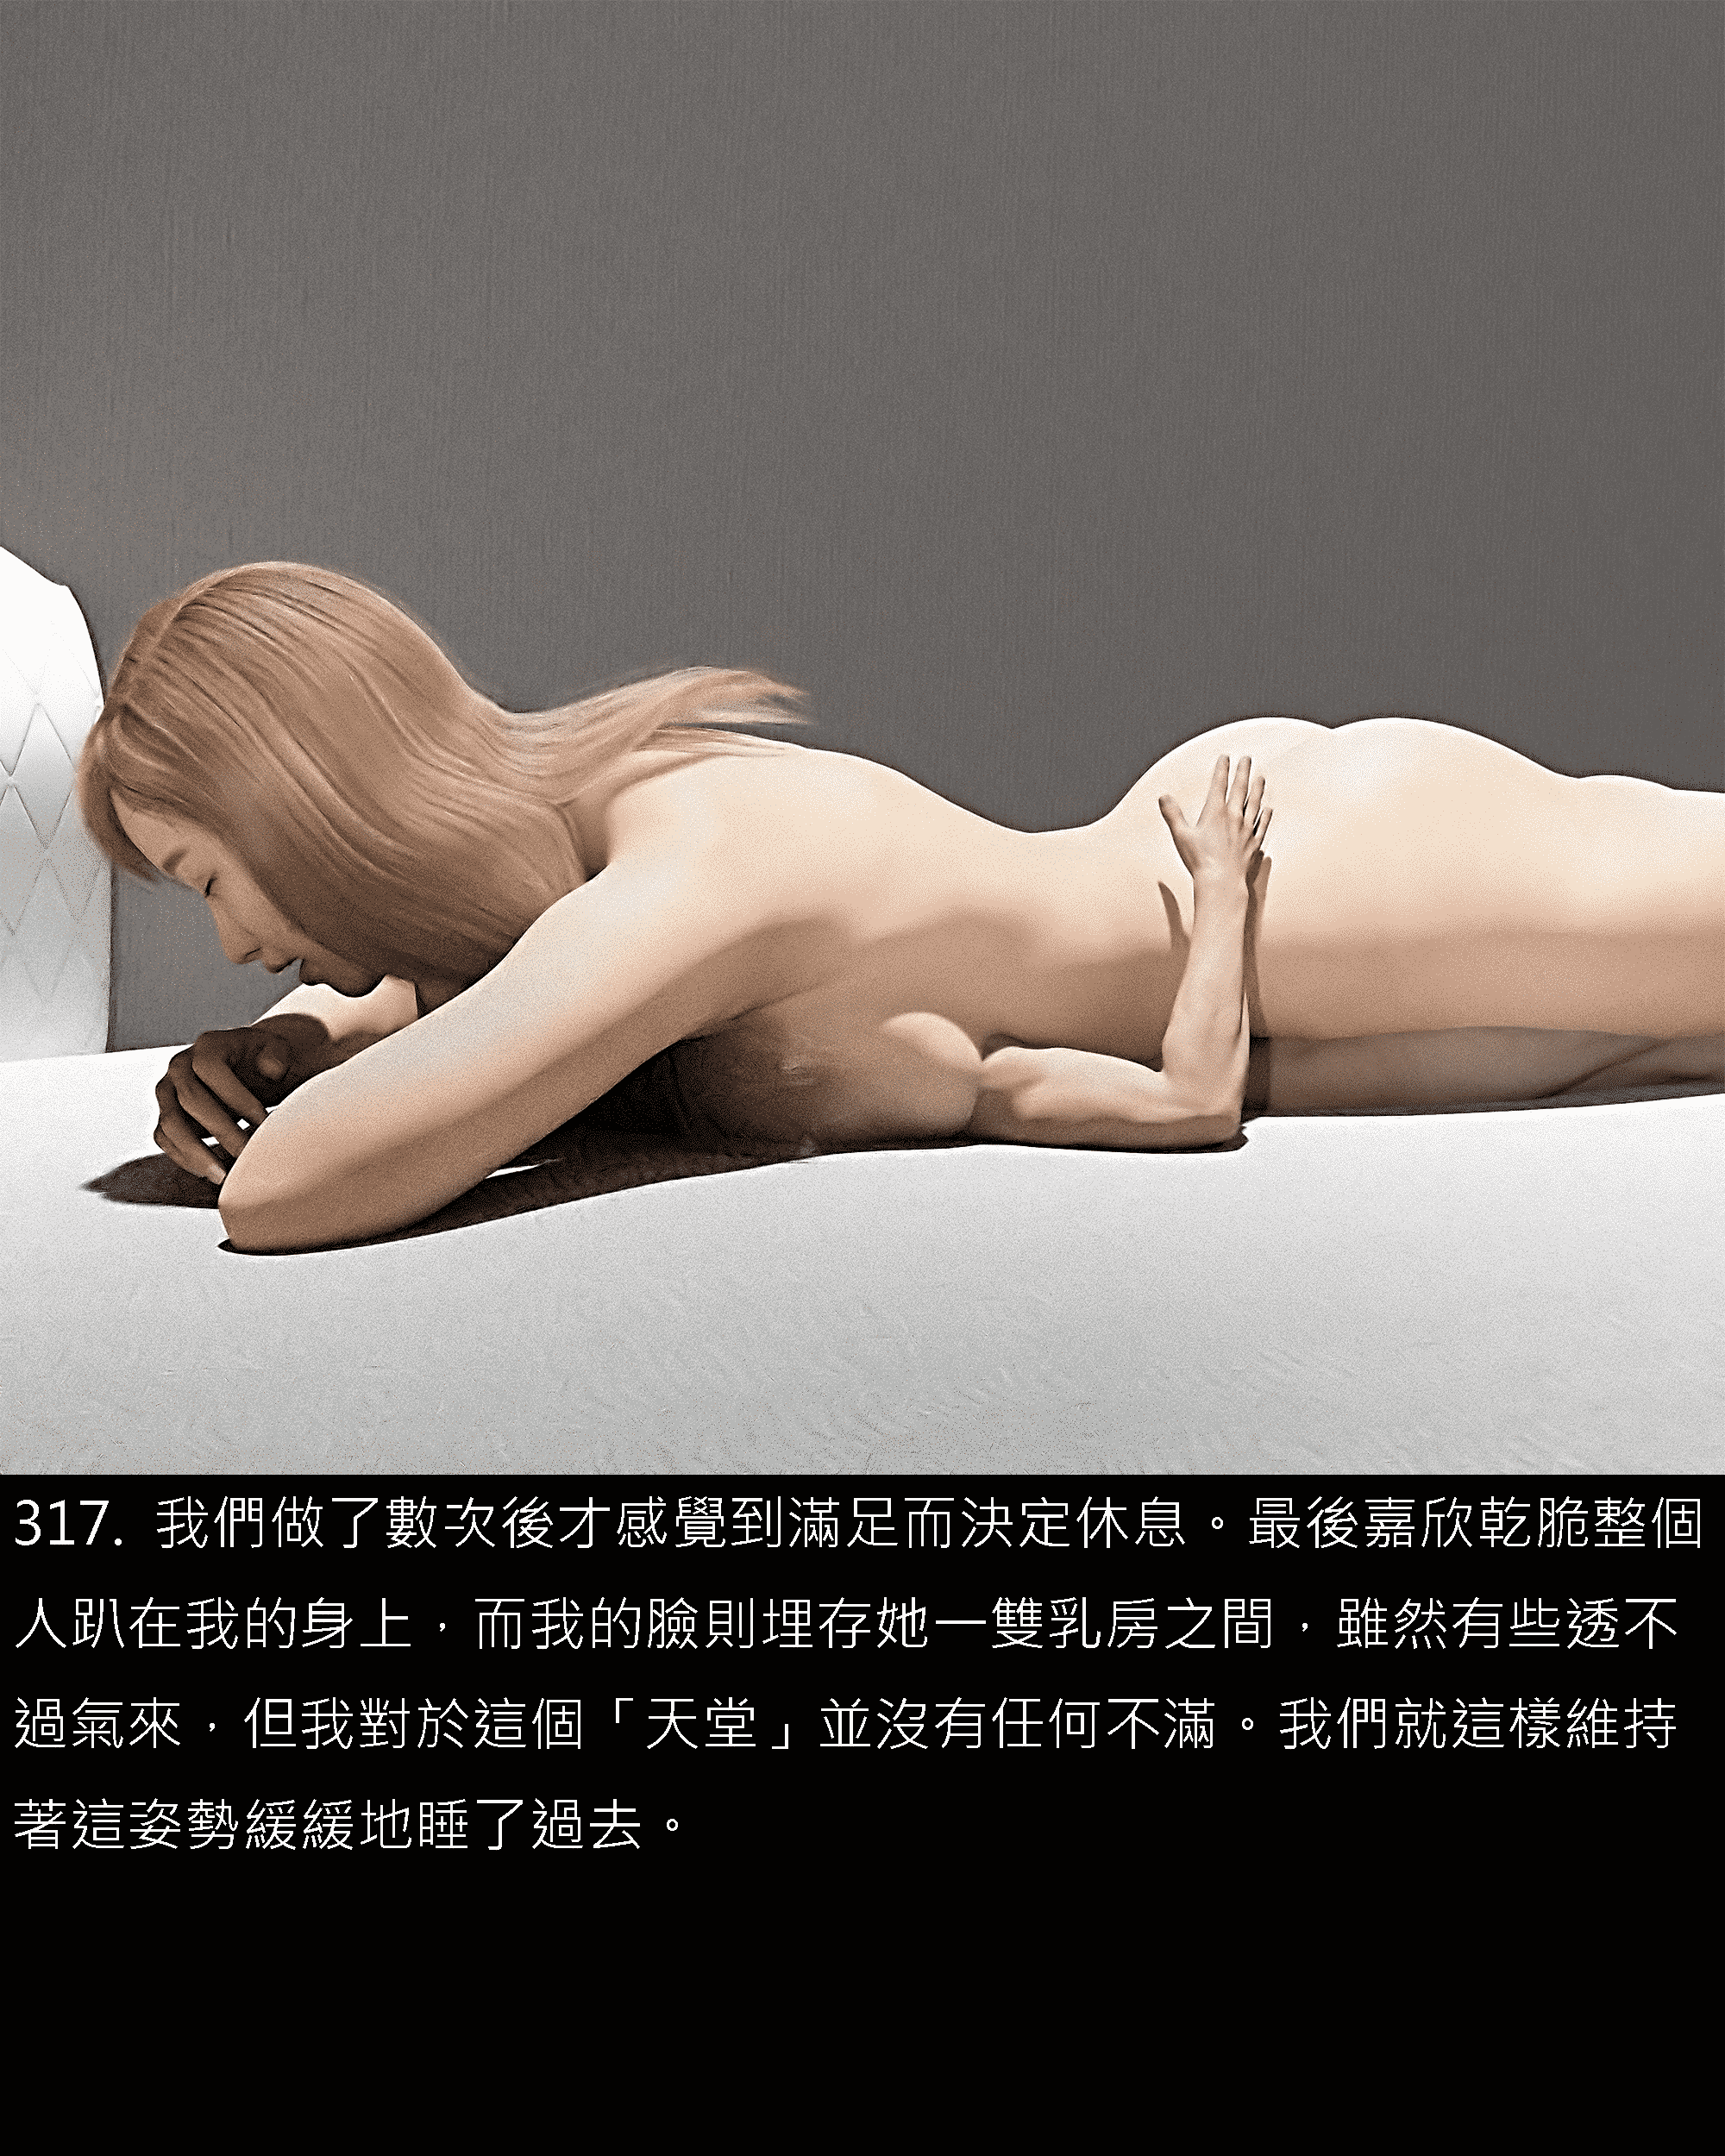 317. 我們做了數次後才感覺到滿足而決定休息。最後嘉欣乾脆整個
人趴在我的身上，而我的臉則埋存她一雙乳房之間，雖然有些透不
過氣來，但我對於這個「天堂」並沒有任何不滿。我們就這樣維持
著這姿勢緩緩地睡了過去。